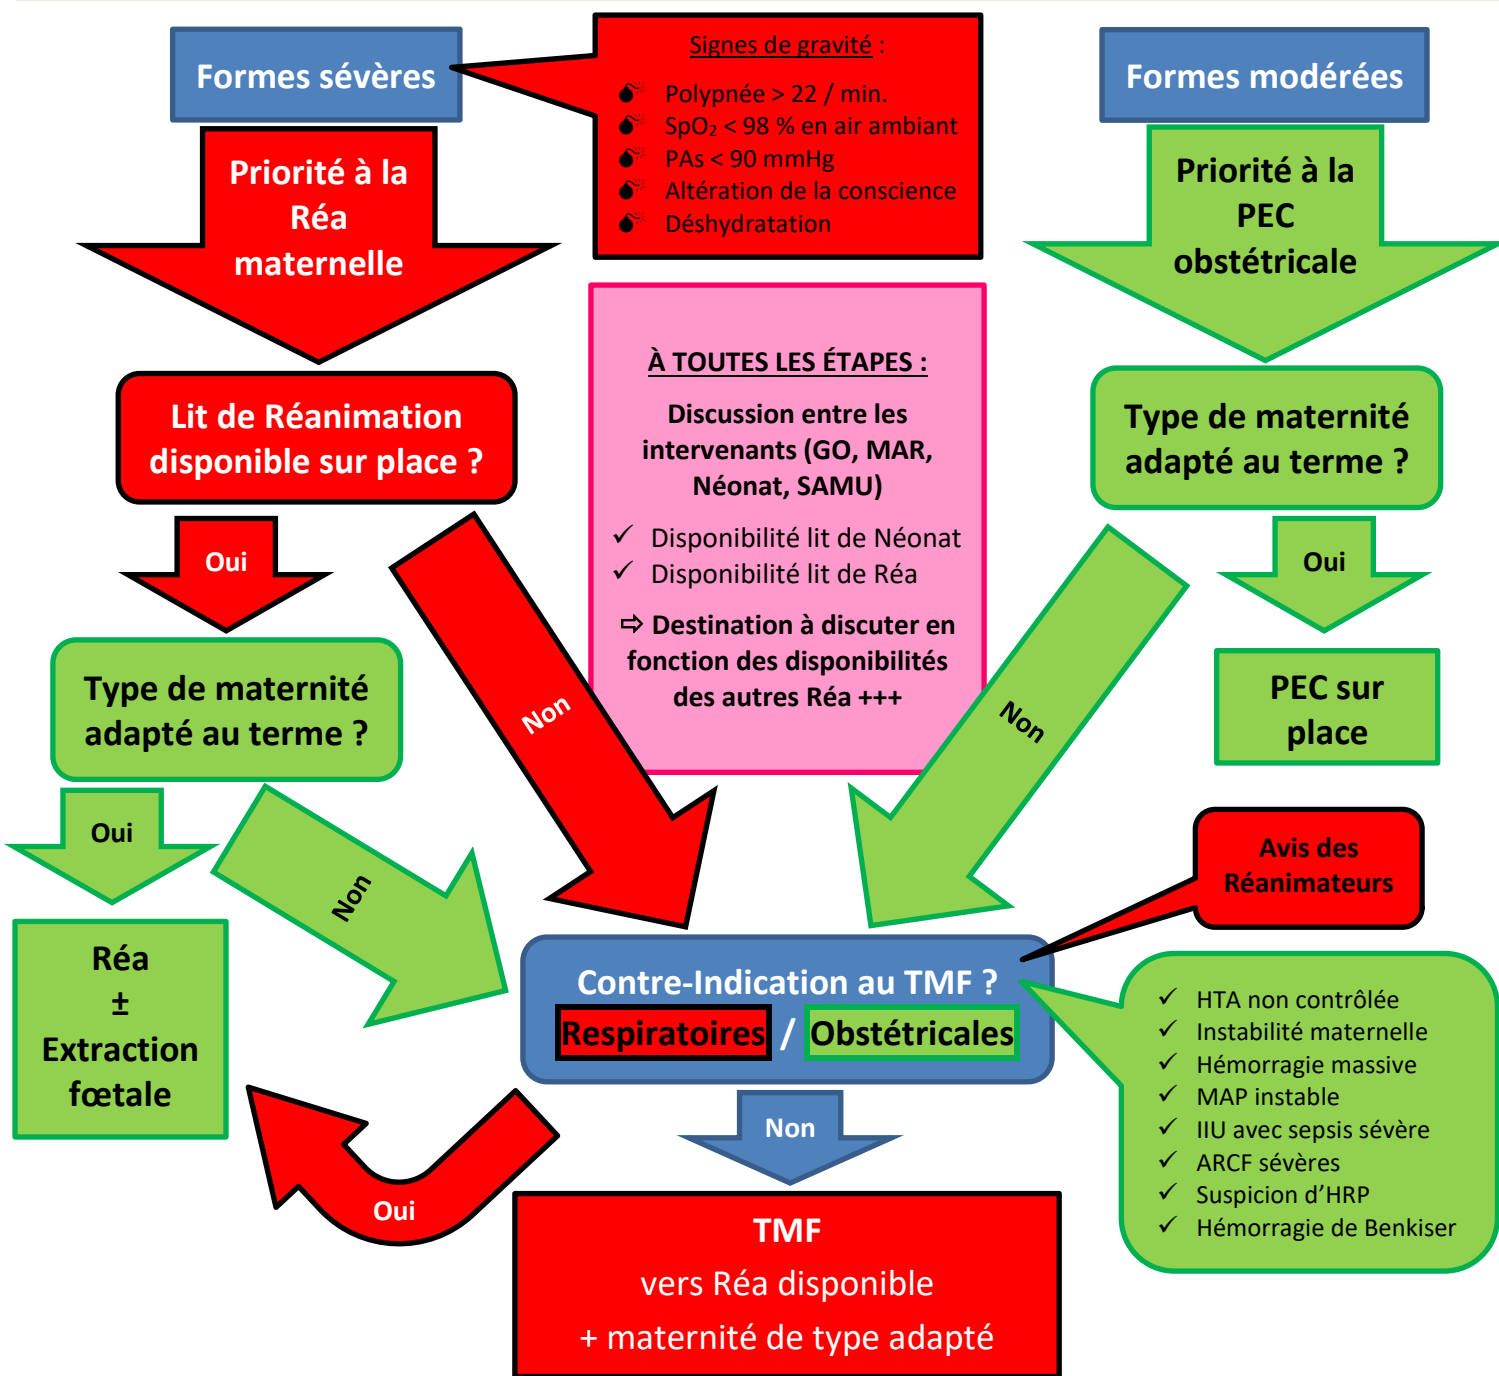 Formes sévères
Signes de gravité :
Polypnée > 22 / min.
SpO₂ < 98 % en air ambiant
PAs < 90 mmHg
Altération de la conscience
Déshydratation
Formes modérées
Priorité à la
Réa
maternelle
Priorité à la
PEC
obstétricale
À TOUTES LES ÉTAPES :
Discussion entre les
intervenants (GO, MAR,
Néonat, SAMU)
✓ Disponibilité lit de Néonat
✓ Disponibilité lit de Réa
⇨ Destination à discuter en
fonction des disponibilités
des autres Réa +++
Lit de Réanimation
disponible sur place ?
Type de maternité
adapté au terme ?
Oui
Non
Non
Oui
Type de maternité
adapté au terme ?
PEC sur
place
Oui
Non
Avis des
Réanimateurs
Réa
±
Extraction
fœtale
Contre-Indication au TMF ?
Respiratoires / Obstétricales
✓ HTA non contrôlée
✓ Instabilité maternelle
✓ Hémorragie massive
✓ MAP instable
✓ IIU avec sepsis sévère
✓ ARCF sévères
✓ Suspicion d’HRP
✓ Hémorragie de Benkiser
Oui
Non
TMF
vers Réa disponible
+ maternité de type adapté